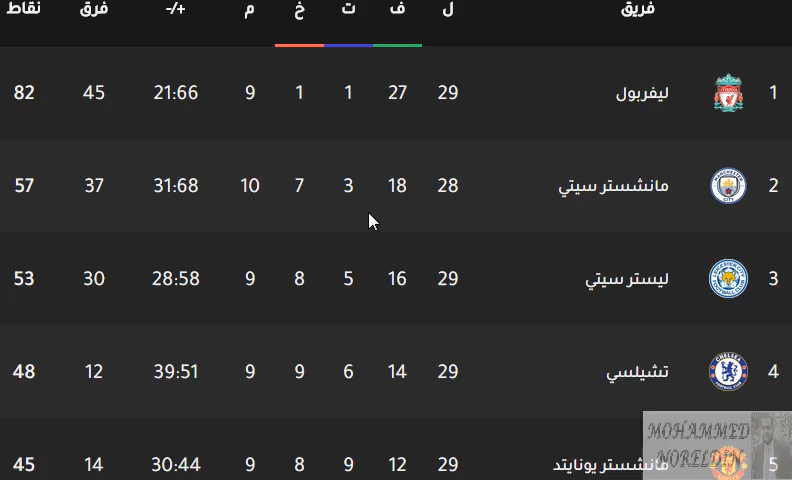 فريق ل ف ت خ م +/- فرق نقاط
1 ليفربول 29 27 1 1 9 21:66 45 82
2 مانشستر سيتي 28 18 3 7 10 31:68 37 57
3 ليستر سيتي 29 16 5 8 9 28:58 30 53
4 تشيلسي 29 14 6 9 9 39:51 12 48
5 مانشستر يونايتد 29 12 9 8 9 30:44 14 45
MOHAMMED
NORELDIN